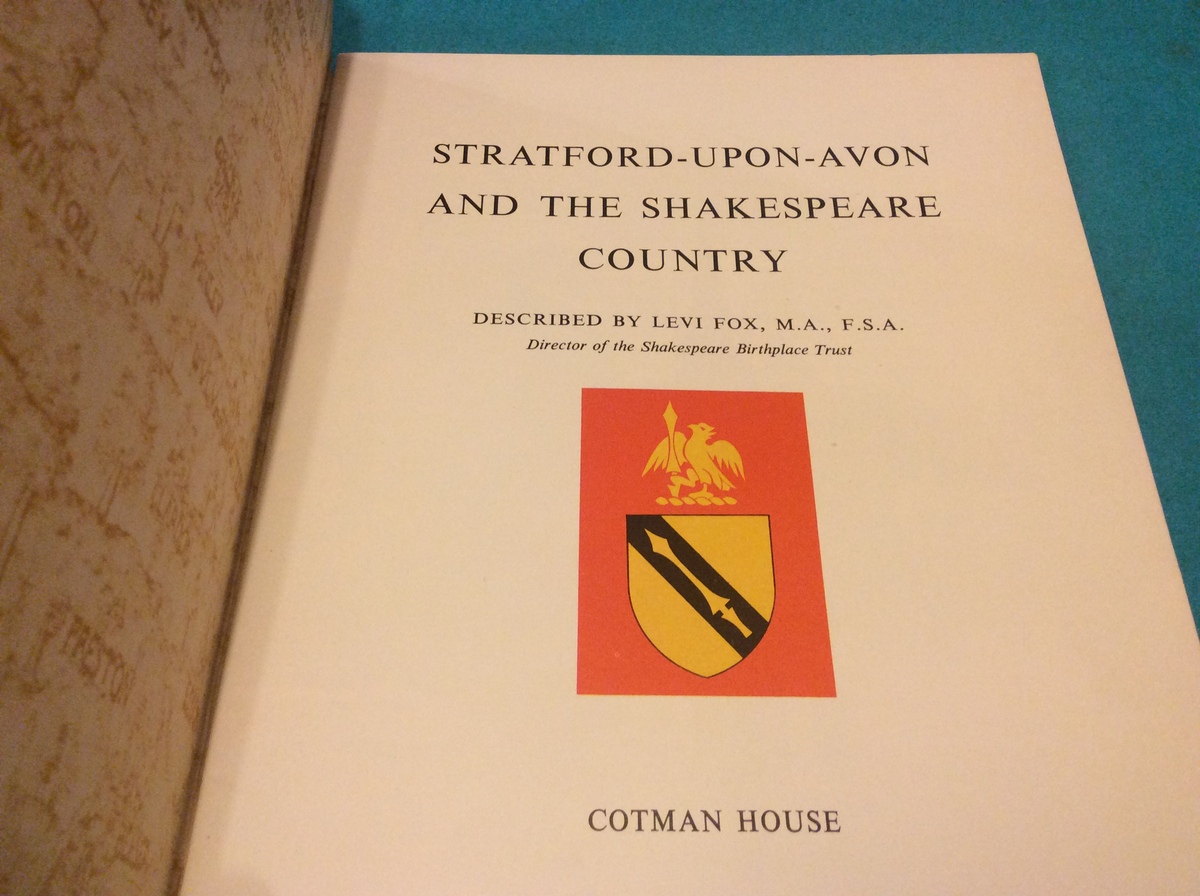 STRATFORD-UPON-AVON
AND THE SHAKESPEARE
COUNTRY
DESCRIBED BY LEVI FOX, M.A., F.S.A.
Director of the Shakespeare Birthplace Trust
COTMAN HOUSE